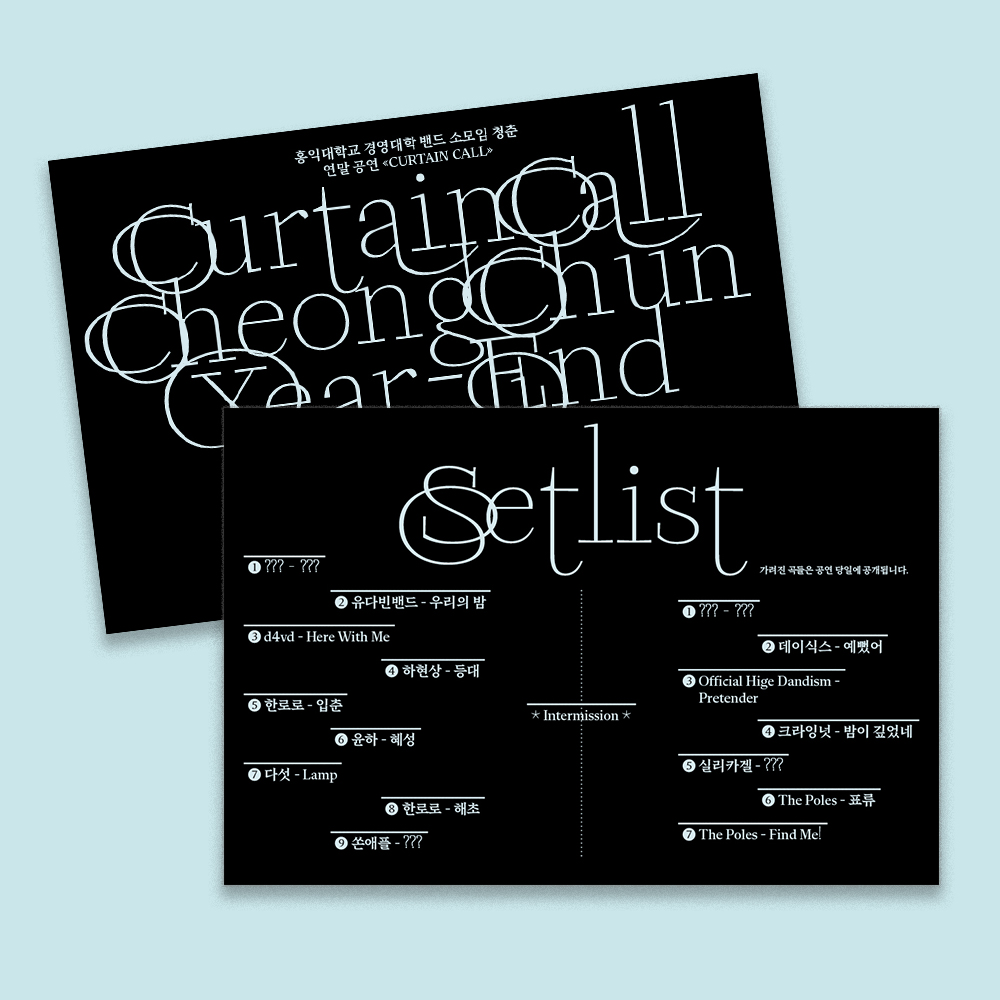 홍익대학교 경영대학 밴드 소모임 청춘
연말 공연 «CURTAIN CALL»
Curtain Call
Cheong Chun
Year-End
Setlist
가려진 곡들은 공연 당일에 공개됩니다.
❶ ??? - ???
❷ 유다빈밴드 - 우리의 밤
❸ d4vd - Here With Me
❹ 하현상 - 등대
❺ 한로로 - 입춘
❻ 윤하 - 혜성
❼ 다섯 - Lamp
❽ 한로로 - 해초
❾ 쏜애플 - ???
* Intermission *
❶ ??? - ???
❷ 데이식스 - 예뻤어
❸ Official Hige Dandism -
Pretender
❹ 크라잉넛 - 밤이 깊었네
❺ 실리카겔 - ???
❻ The Poles - 표류
❼ The Poles - Find Me!